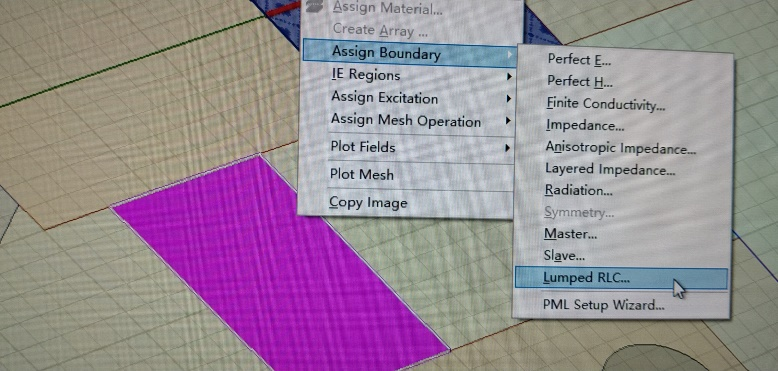 Assign Material...
Create Array ...
Assign Boundary
IE Regions
Assign Excitation
Assign Mesh Operation
Plot Fields
Plot Mesh
Copy Image
Perfect E...
Perfect H...
Finite Conductivity...
Impedance...
Anisotropic Impedance...
Layered Impedance...
Radiation...
Symmetry...
Master...
Slave...
Lumped RLC...
PML Setup Wizard...